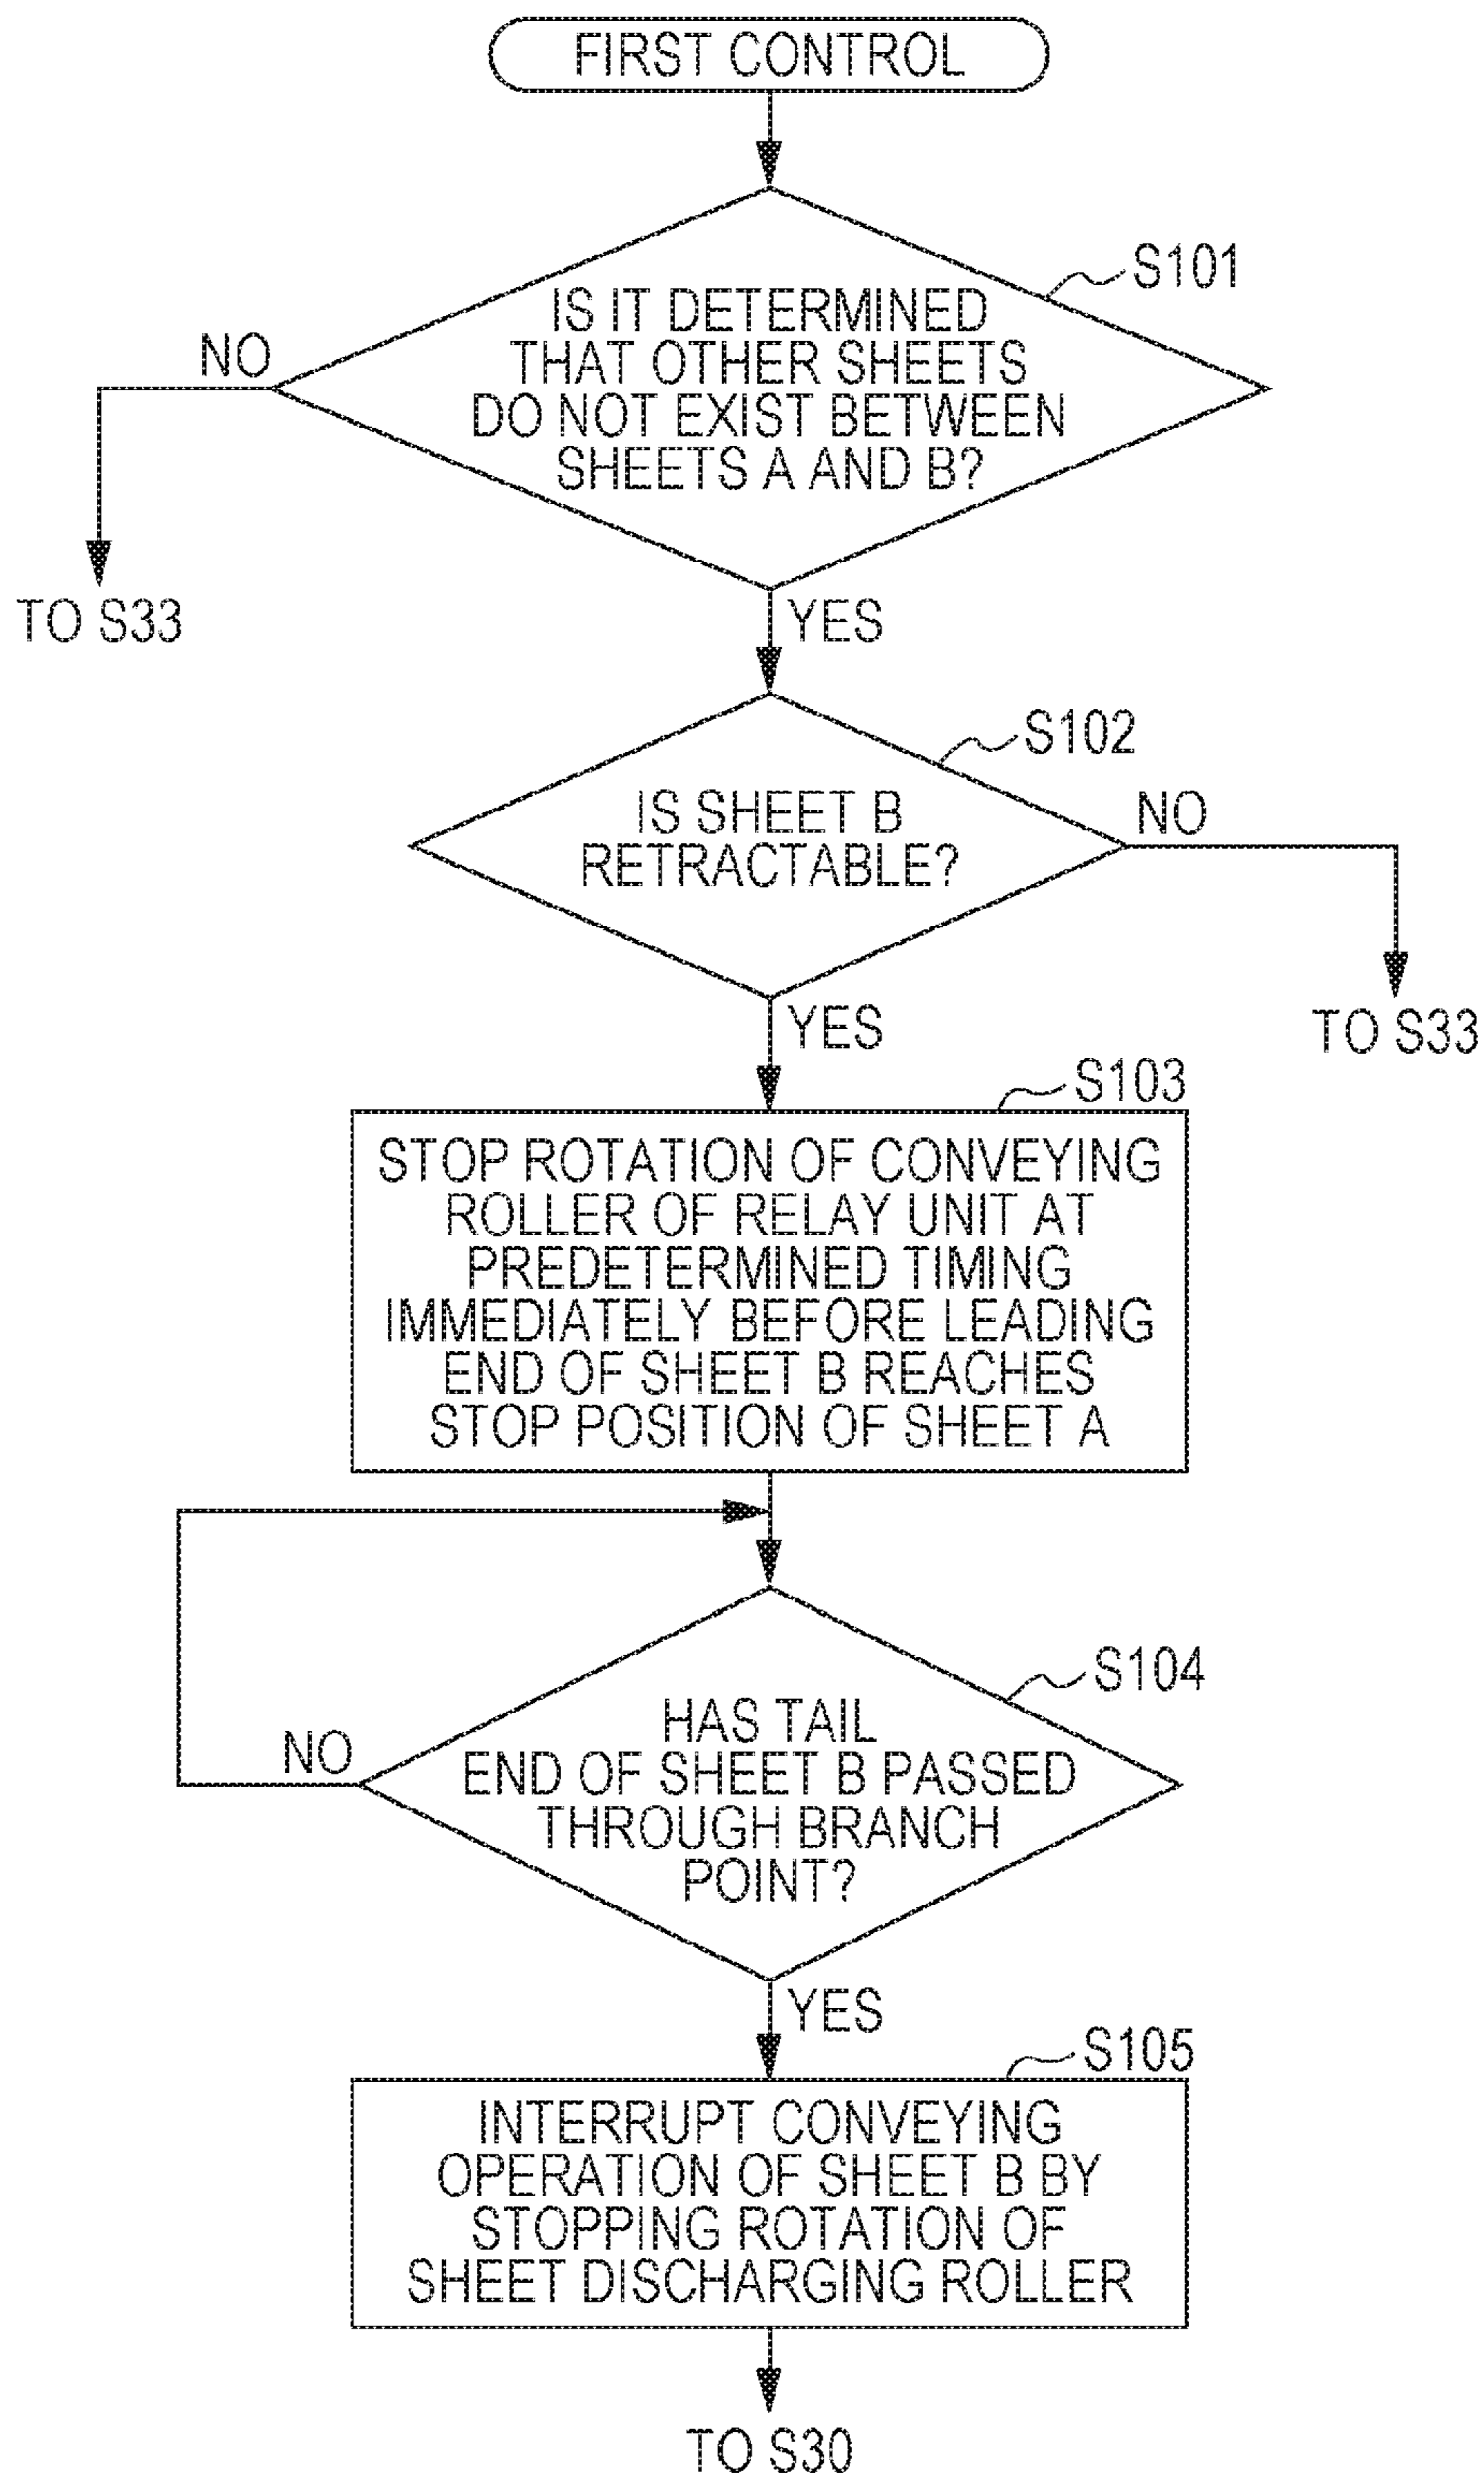 FIRST CONTROL
S101
IS IT DETERMINED
THAT OTHER SHEETS
DO NOT EXIST BETWEEN
SHEETS A AND B?
NO
TO S33
YES
S102
IS SHEET B
RETRACTABLE?
NO
TO S33
YES
S103
STOP ROTATION OF CONVEYING
ROLLER OF RELAY UNIT AT
PREDETERMINED TIMING
IMMEDIATELY BEFORE LEADING
END OF SHEET B REACHES
STOP POSITION OF SHEET A
S104
HAS TAIL
END OF SHEET B PASSED
THROUGH BRANCH
POINT?
NO
YES
S105
INTERRUPT CONVEYING
OPERATION OF SHEET B BY
STOPPING ROTATION OF
SHEET DISCHARGING ROLLER
TO S30